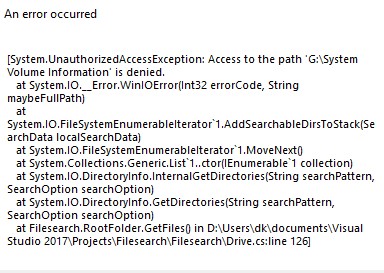 An error occurred
[System.UnauthorizedAccessException: Access to the path 'G:\System
Volume Information' is denied.
at System.IO.__Error.WinIOError(Int32 errorCode, String
maybeFullPath)
at
System.IO.FileSystemEnumerableIterator`1.AddSearchableDirsToStack(Se
archData localSearchData)
at System.IO.FileSystemEnumerableIterator`1.MoveNext()
at System.Collections.Generic.List`1..ctor(IEnumerable`1 collection)
at System.IO.DirectoryInfo.InternalGetDirectories(String searchPattern,
SearchOption searchOption)
at System.IO.DirectoryInfo.GetDirectories(String searchPattern,
SearchOption searchOption)
at Filesearch.RootFolder.GetFiles() in D:\Users\dk\documents\Visual
Studio 2017\Projects\Filesearch\Filesearch\Drive.cs:line 126]